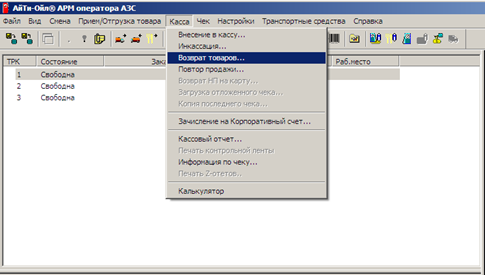 АйТи-Ойл® АРМ оператора АЗС
Файл Вид Смена Прием/Отгрузка товара Касса Чек Настройки Транспортные средства Справка
Внесение в кассу...
Инкассация...
Возврат товаров...
Повтор продажи...
Возврат НП на карту...
Загрузка отложенного чека...
Копия последнего чека...
Зачисление на Корпоративный счет...
Кассовый отчет...
Печать контрольной ленты
Информация по чеку...
Печать Z-отетов..
Калькулятор
ТРК Состояние Зака Раб.место
1 Свободна
2 Свободна
3 Свободна